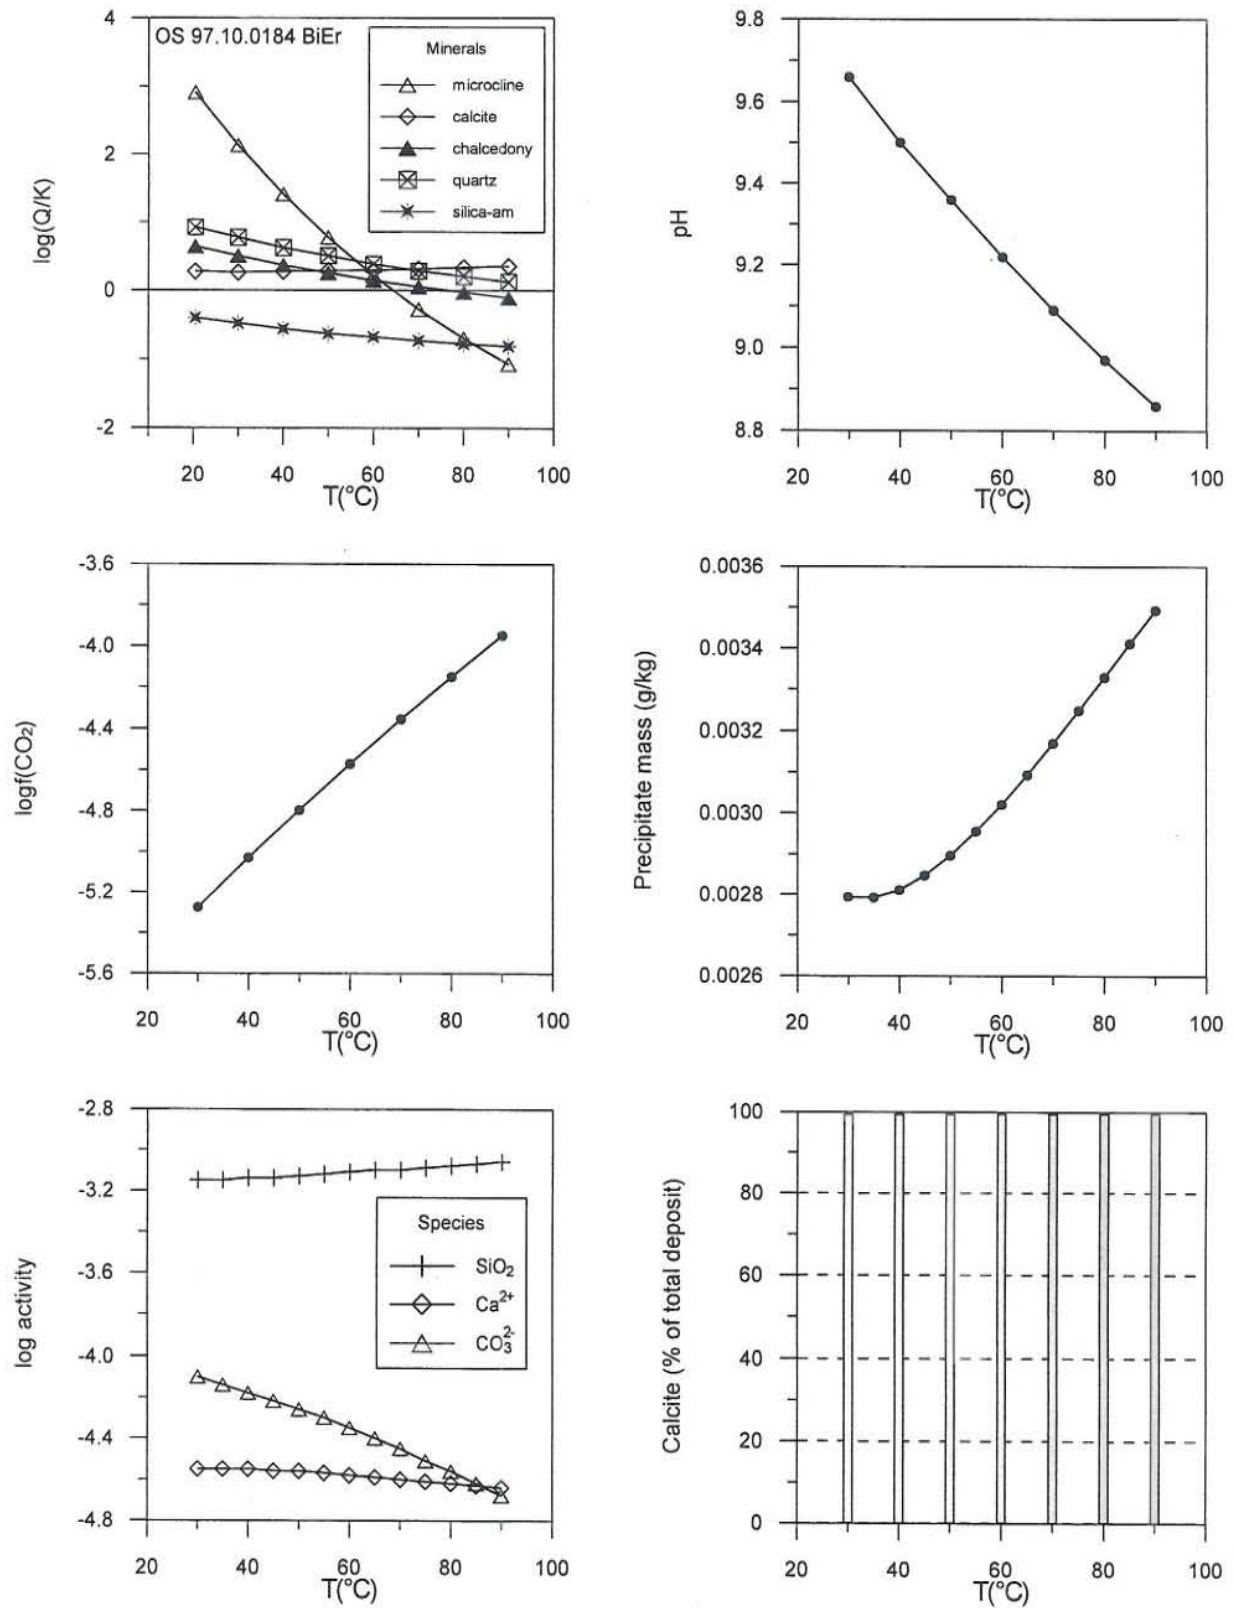 OS 97.10.0184 BiEr
Minerals
microcline
calcite
chalcedony
quartz
silica-am
4
2
0
-2
log(Q/K)
20 40 60 80 100
T(°C)
9.8
9.6
9.4
9.2
9.0
8.8
pH
20 40 60 80 100
T(°C)
-3.6
-4.0
-4.4
-4.8
-5.2
-5.6
logf(CO₂)
20 40 60 80 100
T(°C)
0.0036
0.0034
0.0032
0.0030
0.0028
0.0026
Precipitate mass (g/kg)
20 40 60 80 100
T(°C)
-2.8
-3.2
-3.6
-4.0
-4.4
-4.8
log activity
Species
SiO₂
Ca²⁺
CO₃²⁻
20 40 60 80 100
T(°C)
100
80
60
40
20
0
Calcite (% of total deposit)
20 40 60 80 100
T(°C)